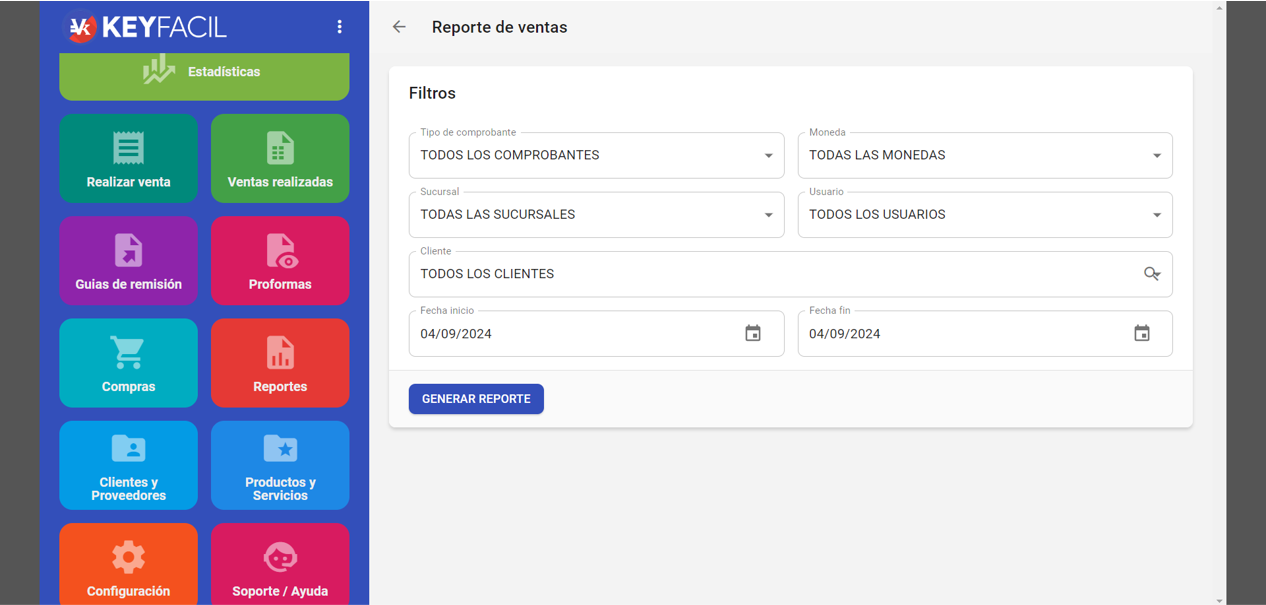 KEYFACIL
Estadísticas
Realizar venta
Ventas realizadas
Guias de remisión
Proformas
Compras
Reportes
Clientes y
Proveedores
Productos y
Servicios
Configuración
Soporte / Ayuda
Reporte de ventas
Filtros
Tipo de comprobante
TODOS LOS COMPROBANTES
Moneda
TODAS LAS MONEDAS
Sucursal
TODAS LAS SUCURSALES
Usuario
TODOS LOS USUARIOS
Cliente
TODOS LOS CLIENTES
Fecha inicio
04/09/2024
Fecha fin
04/09/2024
GENERAR REPORTE